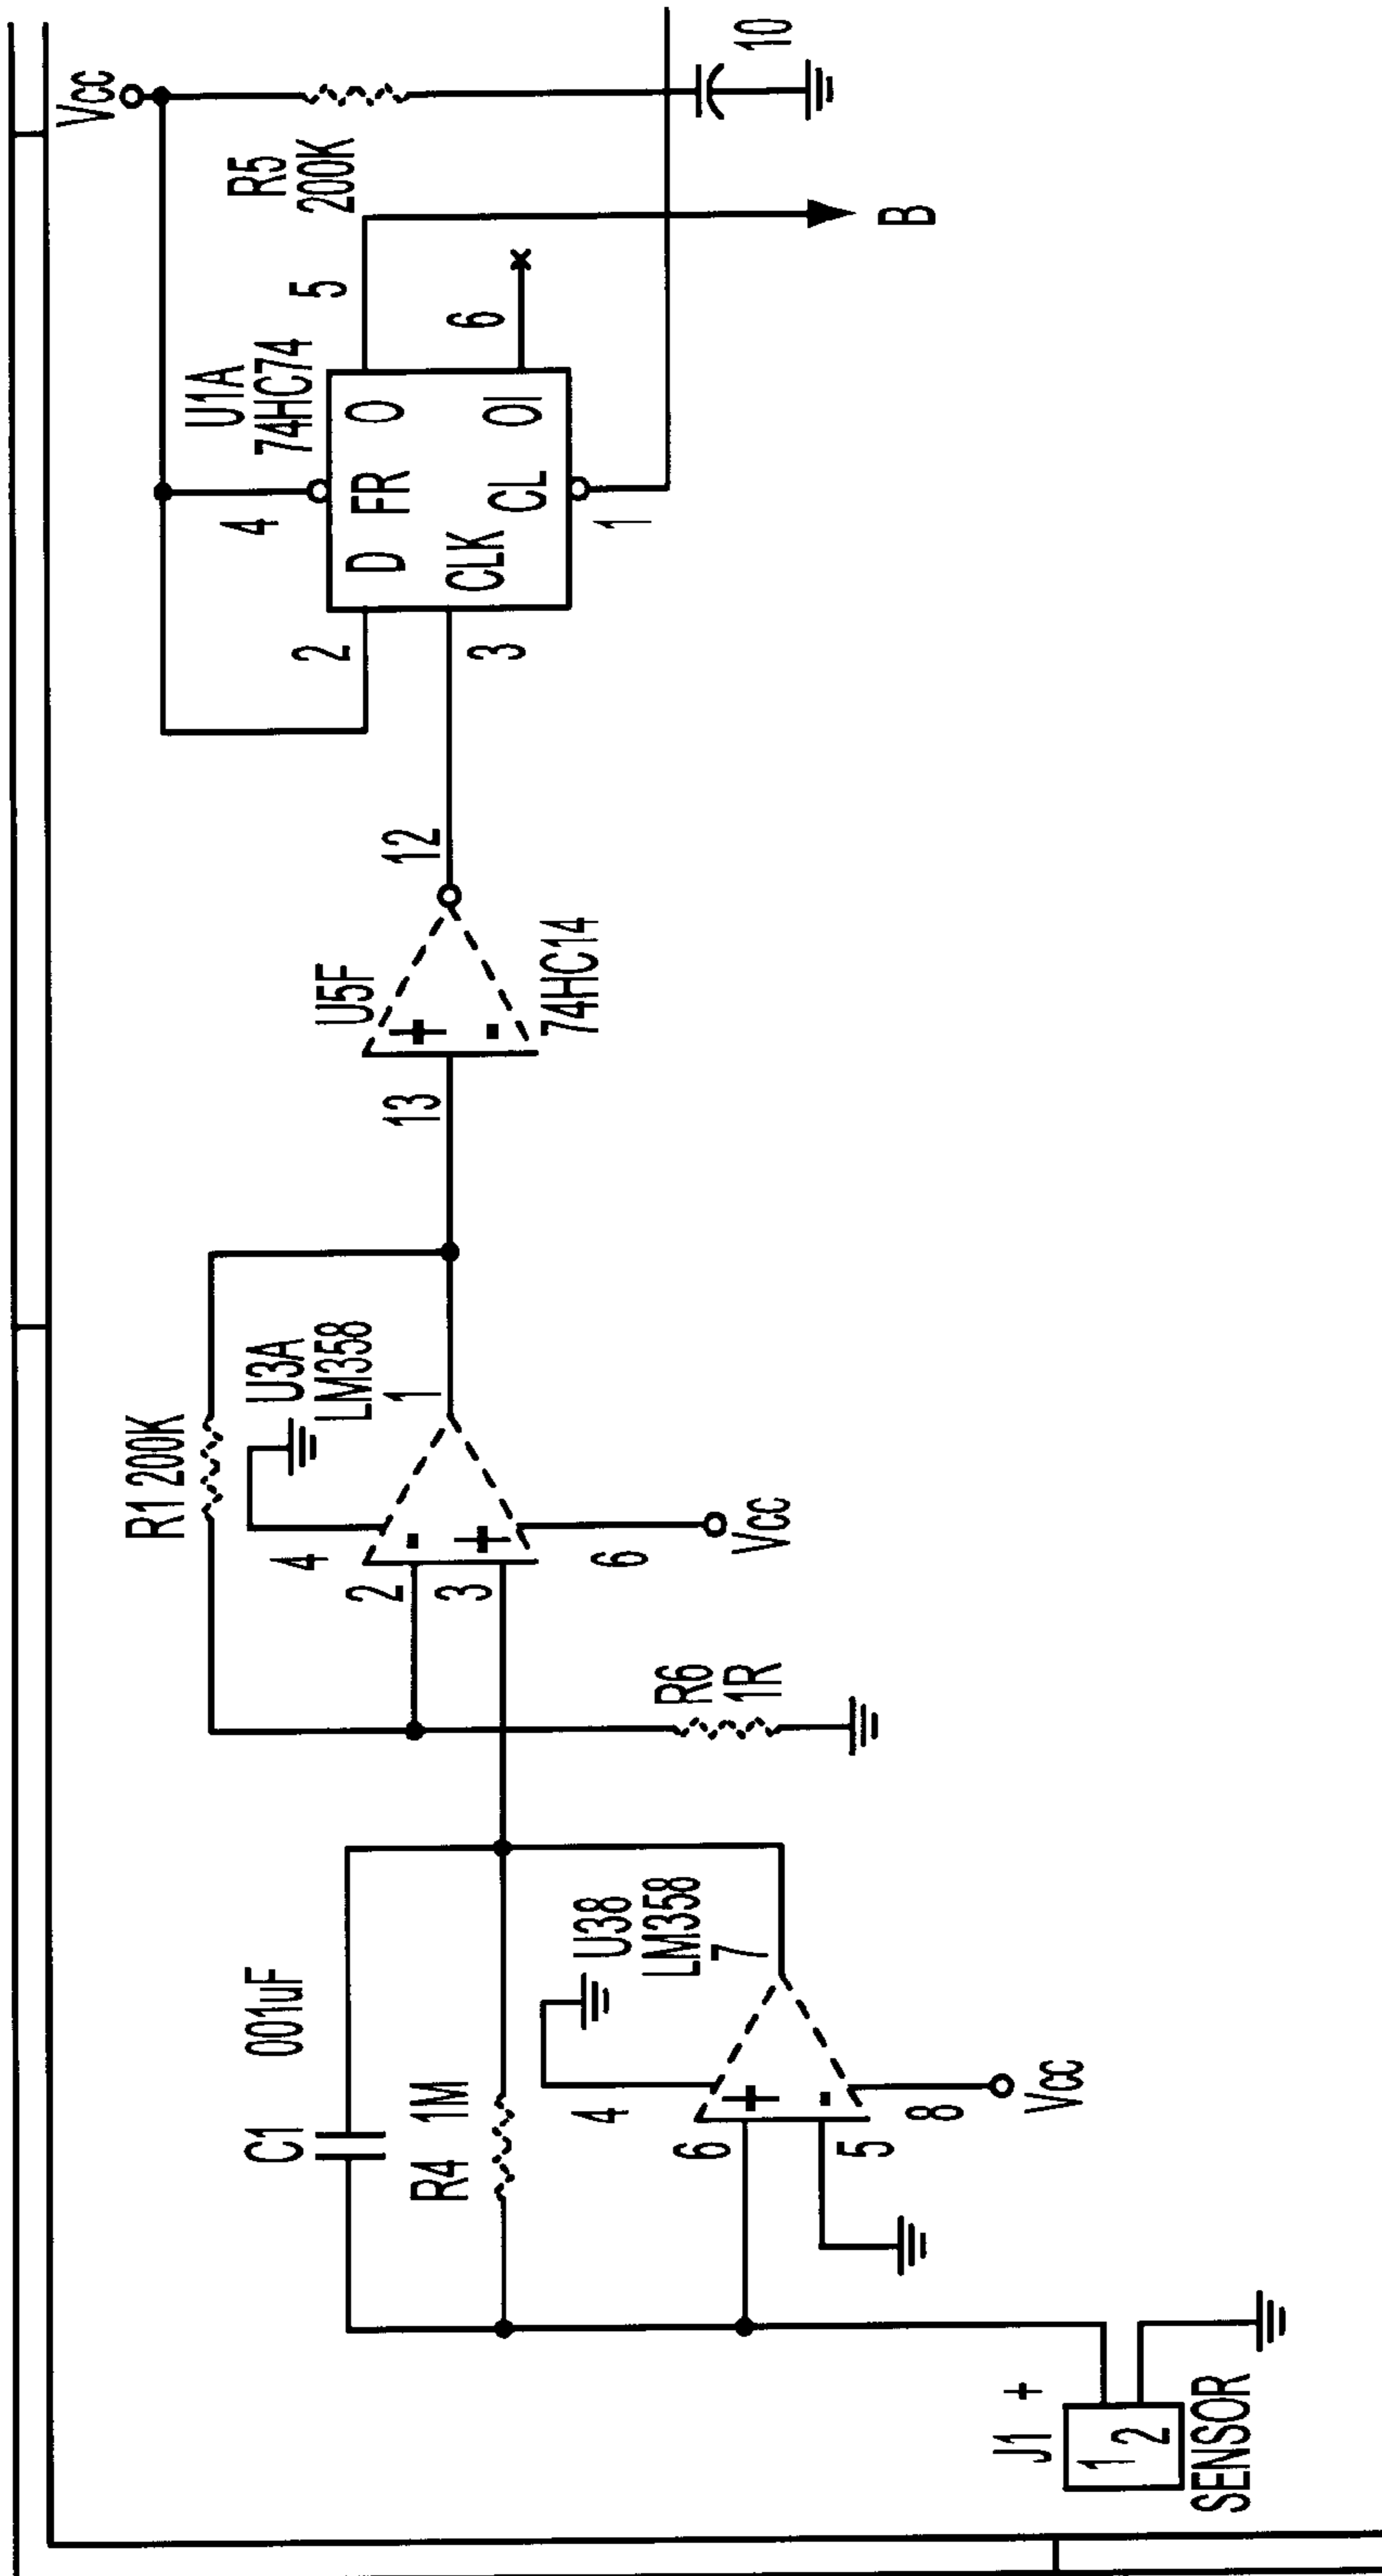 Vcc
R5
200K
10
B
5
6
U1A
74HC74
4
D FR O
CLK CL OI
2
3
1
12
U5F
+
-
74HC14
13
R1 200K
U3A
LM358
1
4
2
3
-
+
6
Vcc
R6
1R
C1 001uF
R4 1M
U38
LM358
7
4
6
5
+
-
8
Vcc
J1 +
1
2
SENSOR